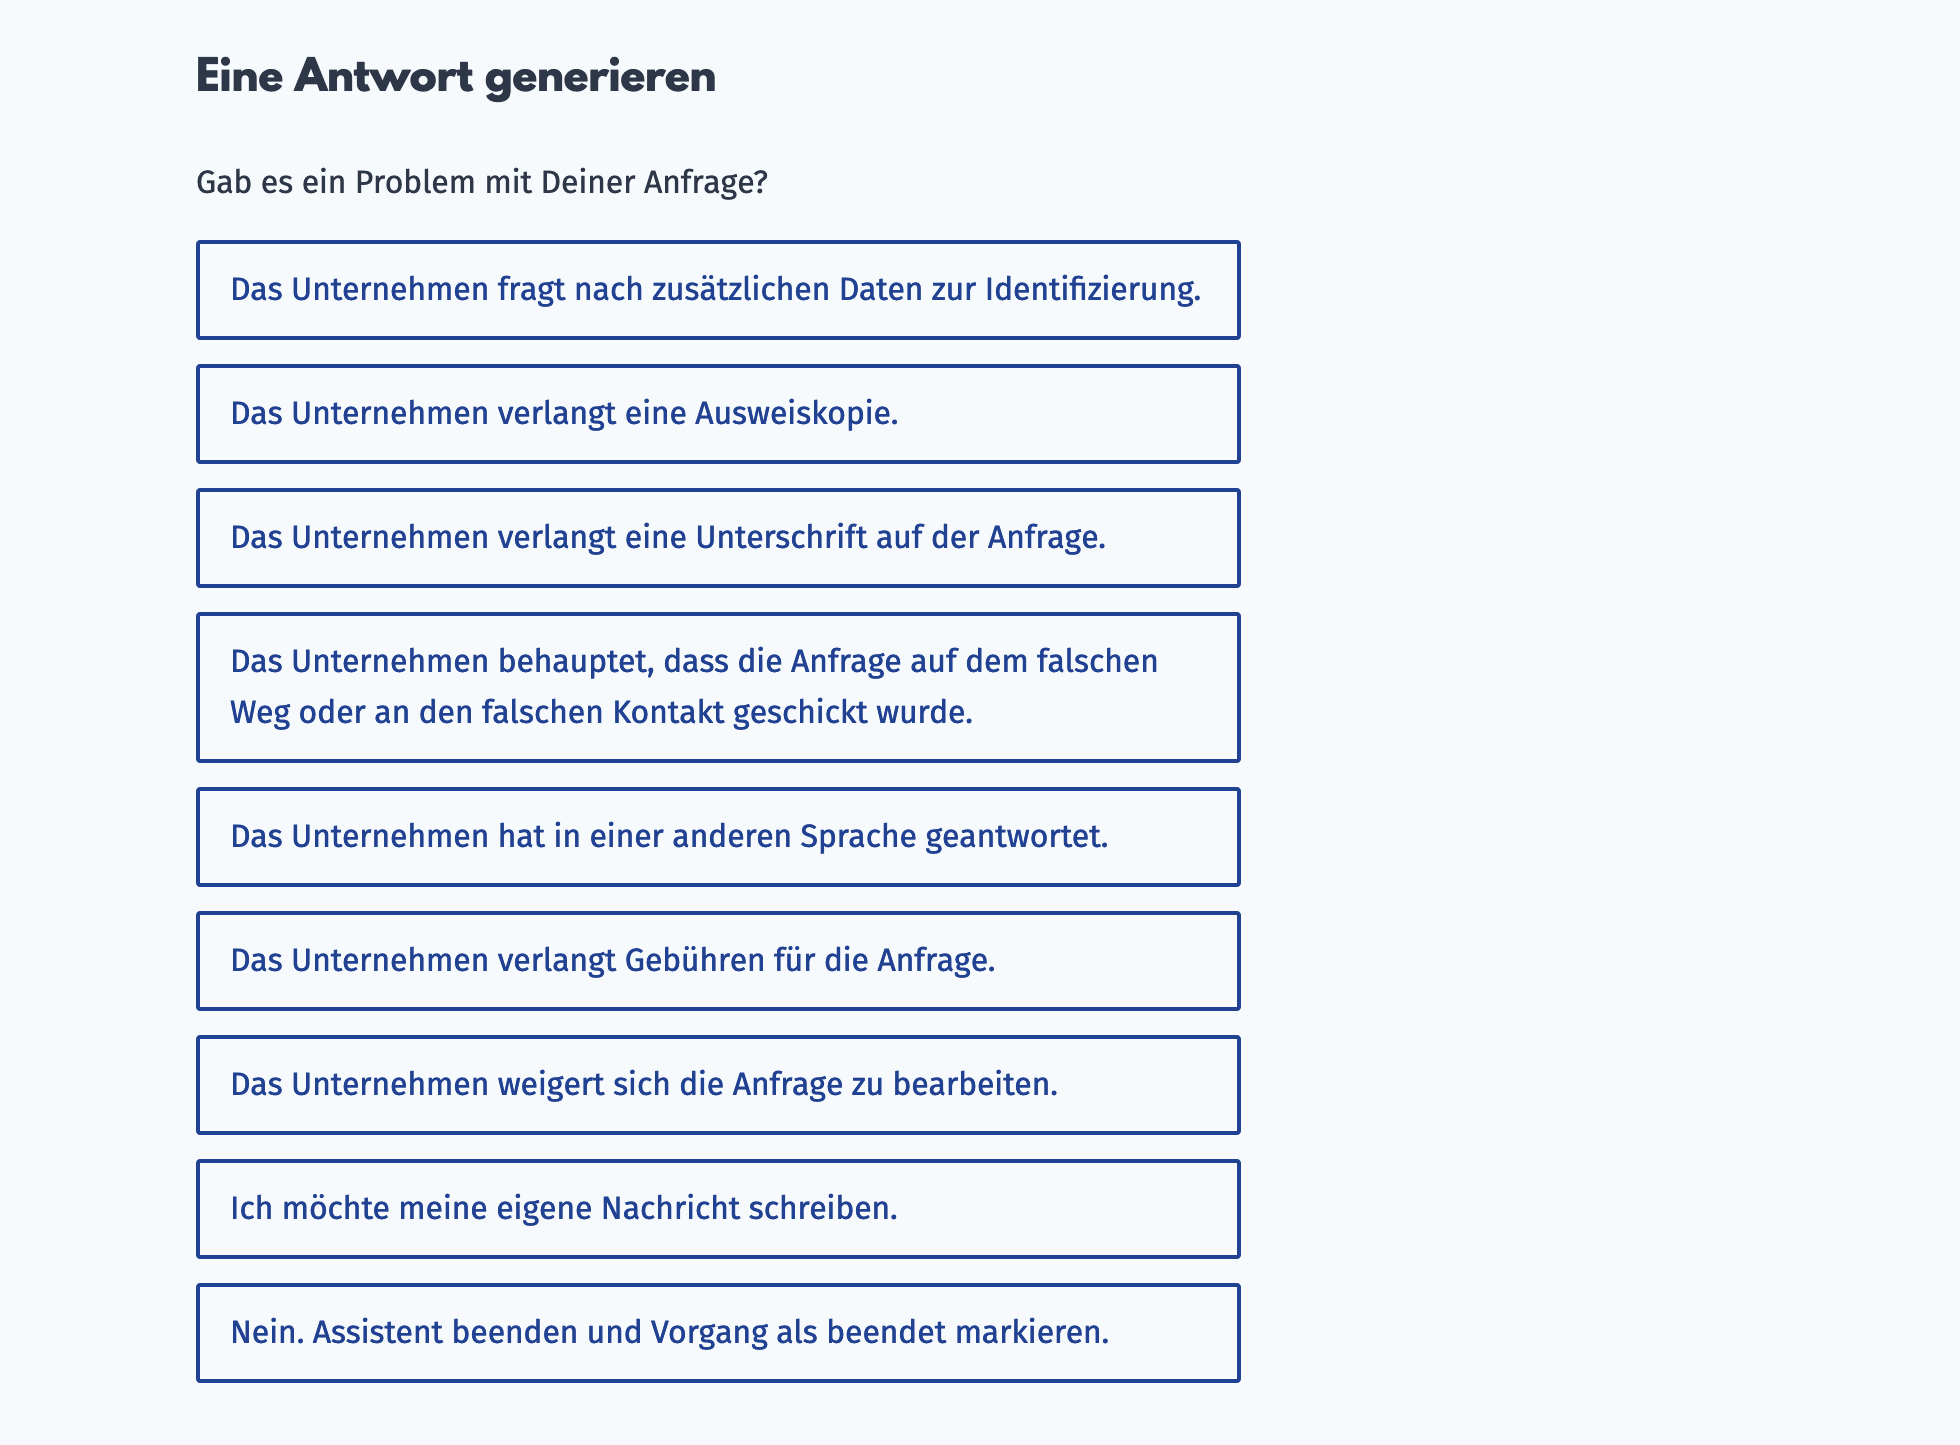 Eine Antwort generieren
Gab es ein Problem mit Deiner Anfrage?
Das Unternehmen fragt nach zusätzlichen Daten zur Identifizierung.
Das Unternehmen verlangt eine Ausweiskopie.
Das Unternehmen verlangt eine Unterschrift auf der Anfrage.
Das Unternehmen behauptet, dass die Anfrage auf dem falschen
Weg oder an den falschen Kontakt geschickt wurde.
Das Unternehmen hat in einer anderen Sprache geantwortet.
Das Unternehmen verlangt Gebühren für die Anfrage.
Das Unternehmen weigert sich die Anfrage zu bearbeiten.
Ich möchte meine eigene Nachricht schreiben.
Nein. Assistent beenden und Vorgang als beendet markieren.